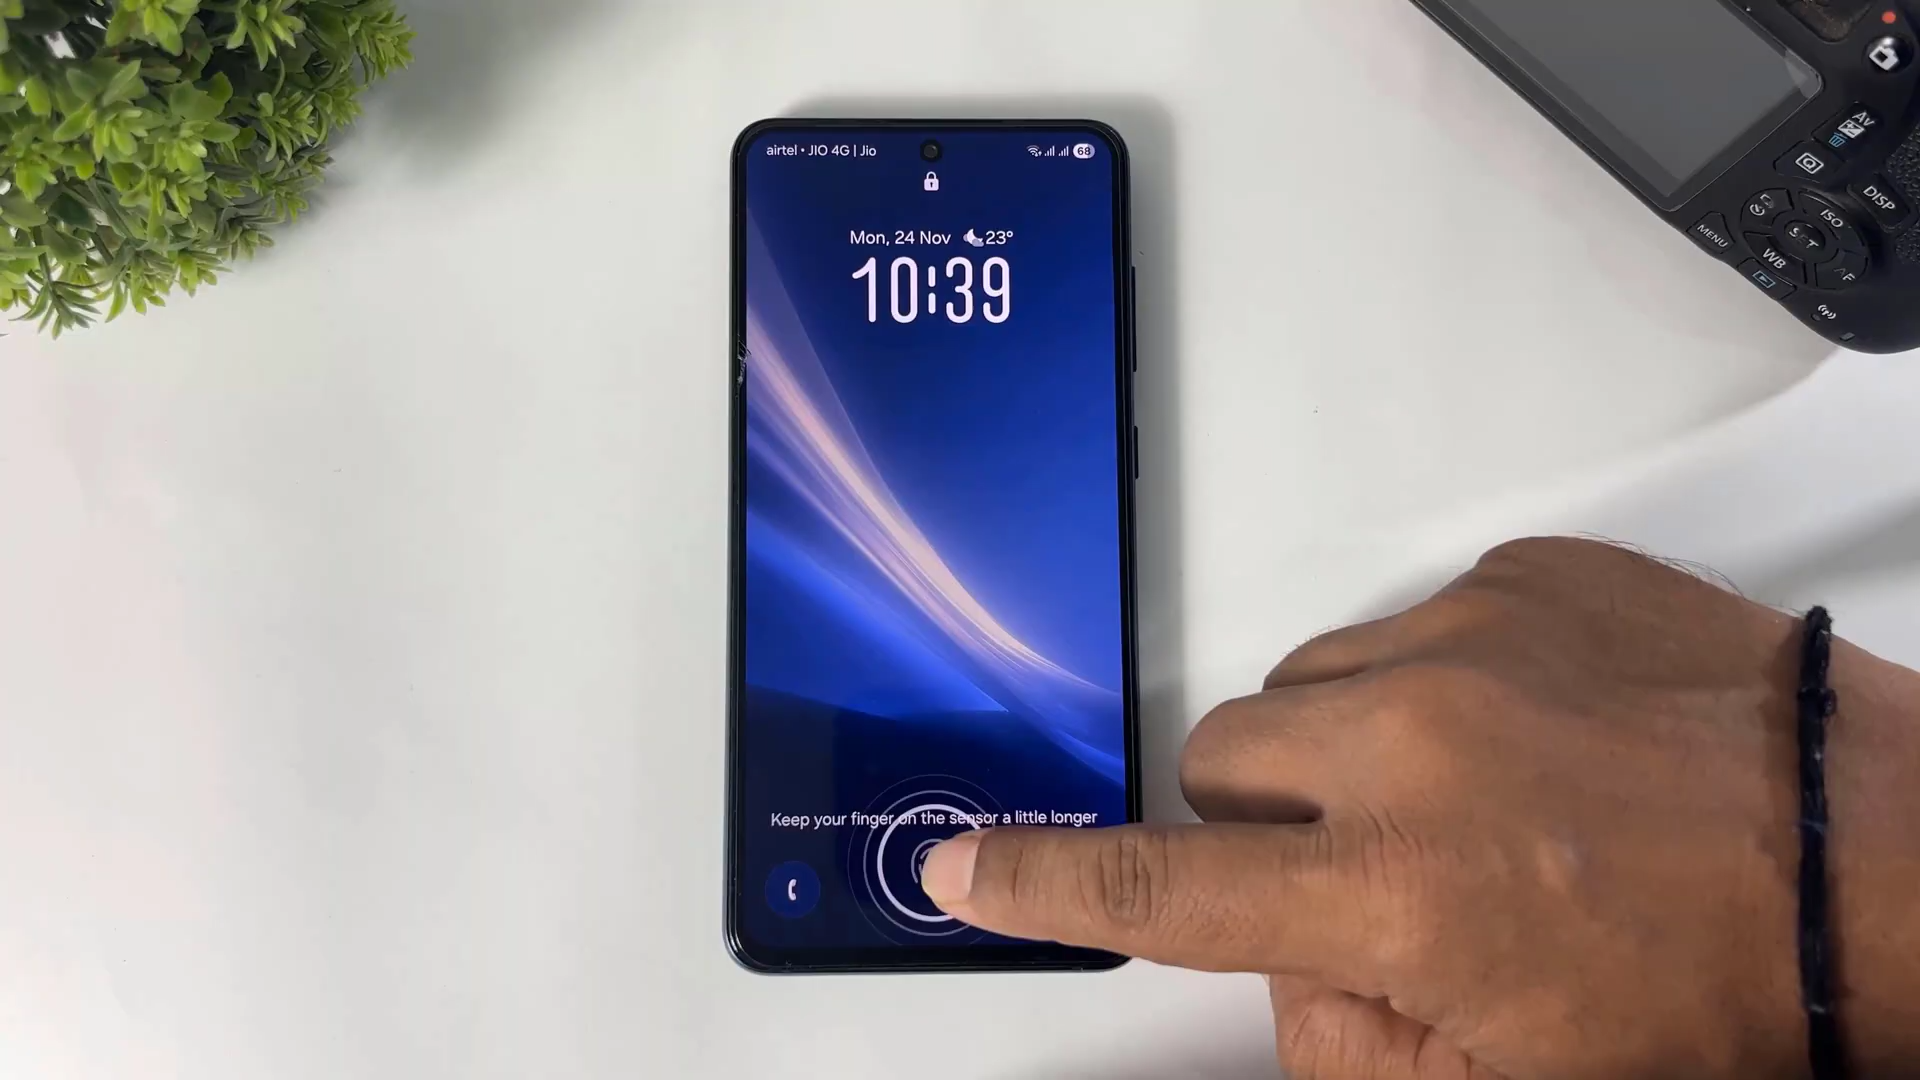 airtel • JIO 4G | Jio
68
Mon, 24 Nov 23°
10:39
Keep your finger on the sensor a little longer
Av
Q
DISP
ISO
SET
MENU
WB
AF